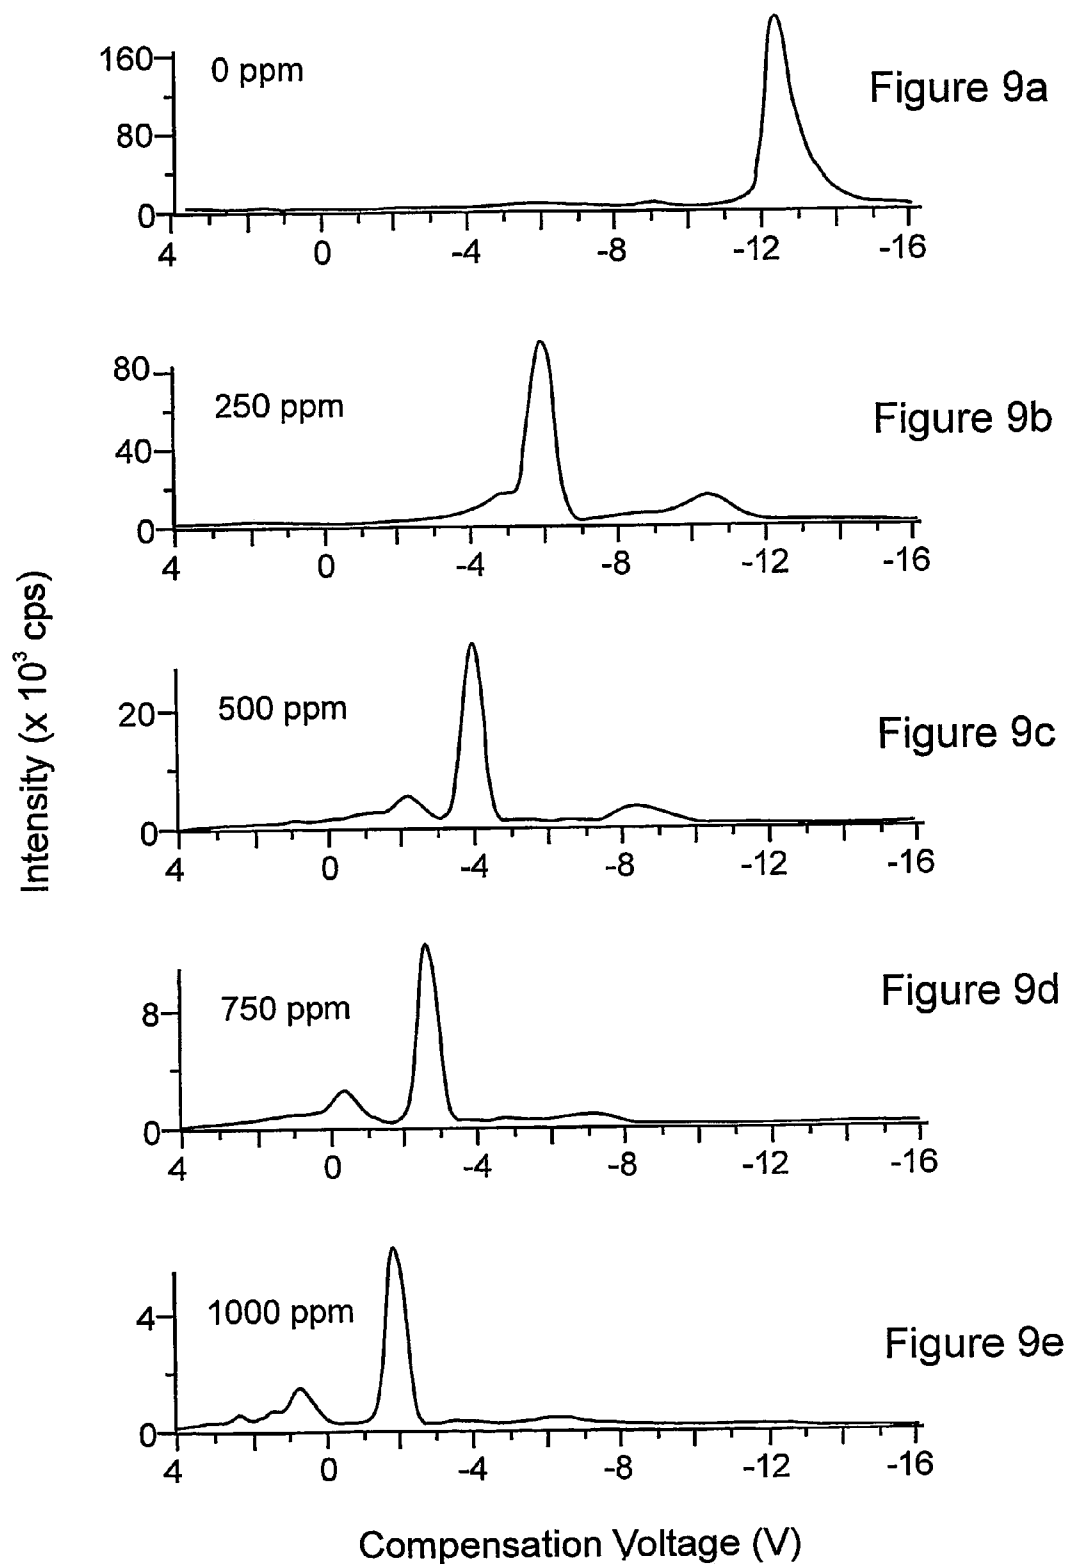 160
0 ppm
Figure 9a
80
0
4 0 -4 -8 -12 -16
80
250 ppm
Figure 9b
40
0
4 0 -4 -8 -12 -16
Intensity (x 10³ cps)
20
500 ppm
Figure 9c
0
4 0 -4 -8 -12 -16
8
750 ppm
Figure 9d
0
4 0 -4 -8 -12 -16
4
1000 ppm
Figure 9e
0
4 0 -4 -8 -12 -16
Compensation Voltage (V)